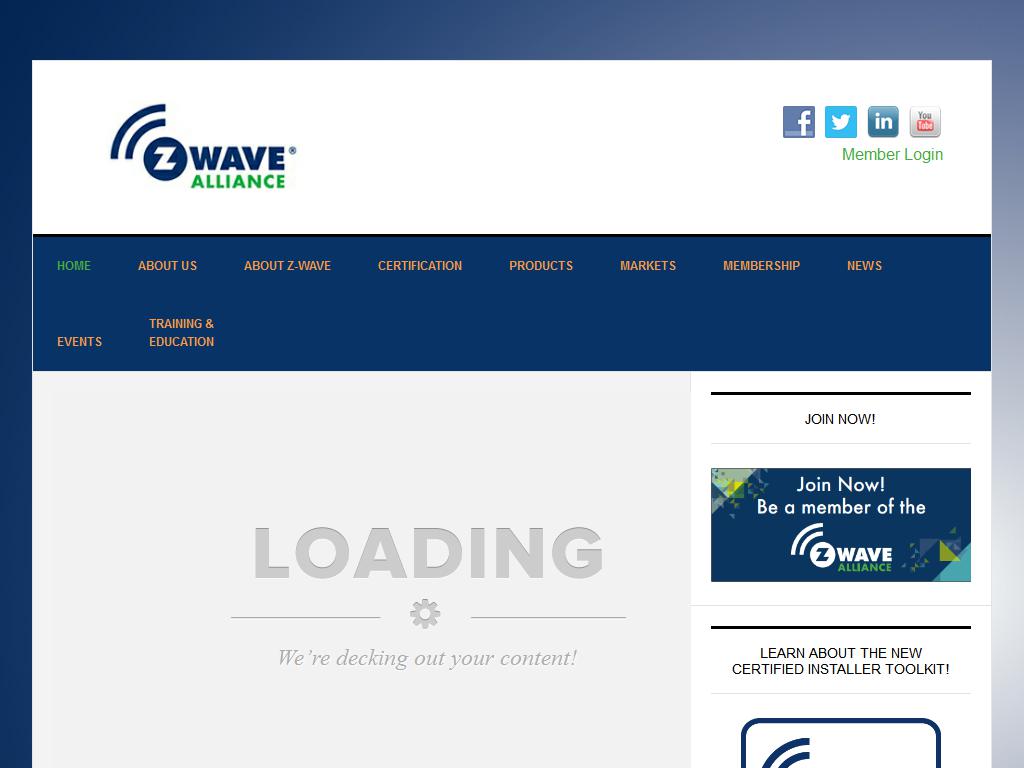 Z WAVE®
ALLIANCE
You
Tube
Member Login
HOME
ABOUT US
ABOUT Z-WAVE
CERTIFICATION
PRODUCTS
MARKETS
MEMBERSHIP
NEWS
EVENTS
TRAINING &
EDUCATION
LOADING
We're decking out your content!
JOIN NOW!
Join Now!
Be a member of the
Z WAVE
ALLIANCE
LEARN ABOUT THE NEW
CERTIFIED INSTALLER TOOLKIT!